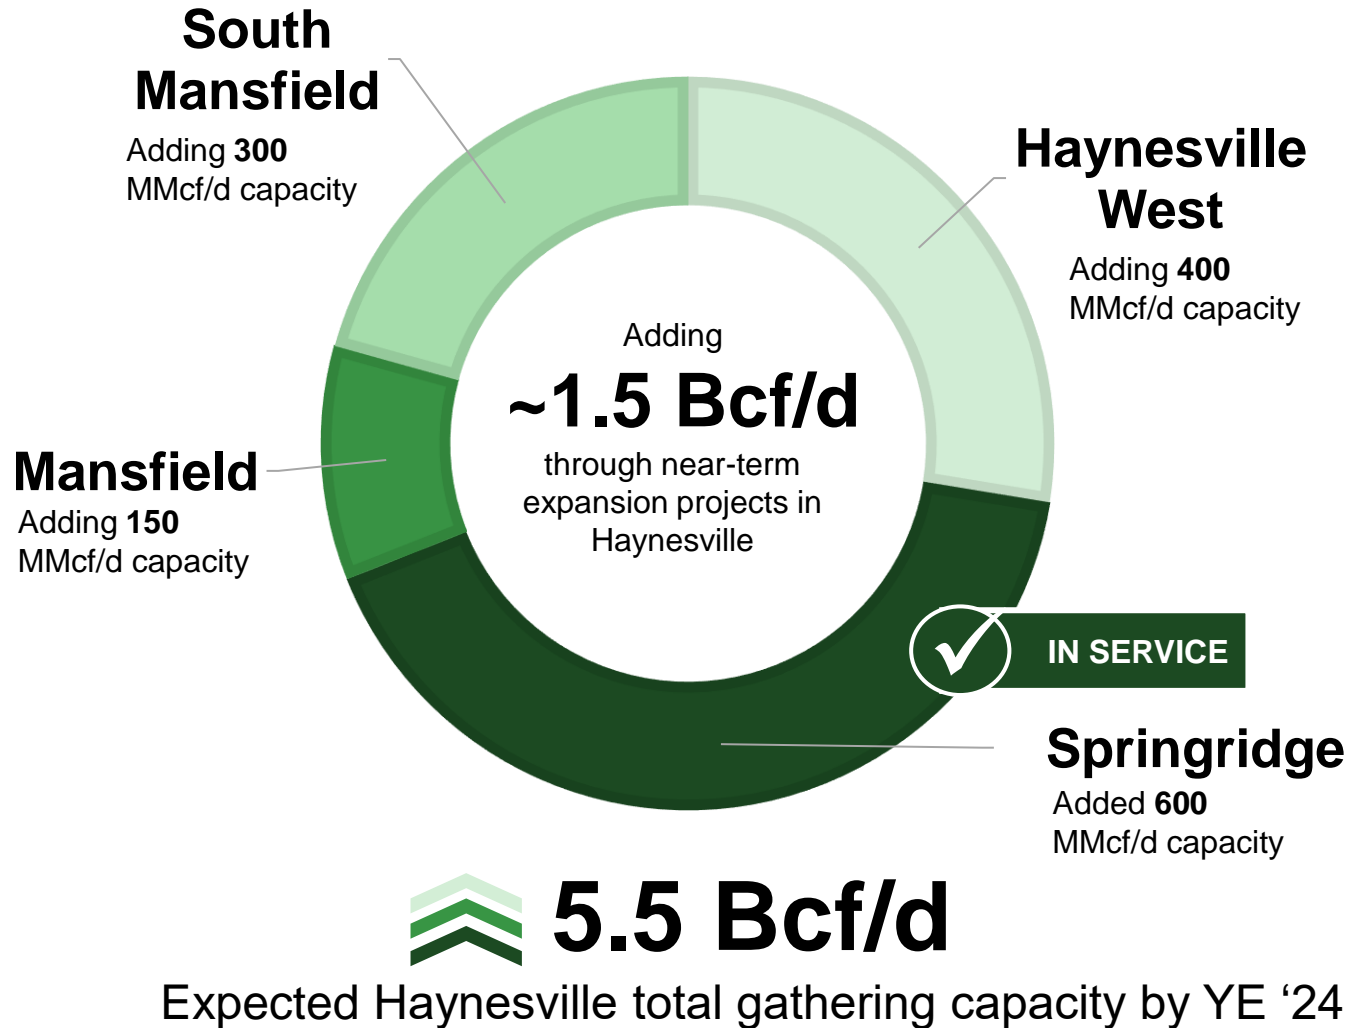 South
Mansfield
Adding 300
MMcf/d capacity
Haynesville
West
Adding 400
MMcf/d capacity
Adding
~1.5 Bcf/d
through near-term
expansion projects in
Haynesville
Mansfield
Adding 150
MMcf/d capacity
IN SERVICE
Springridge
Added 600
MMcf/d capacity
5.5 Bcf/d
Expected Haynesville total gathering capacity by YE ‘24